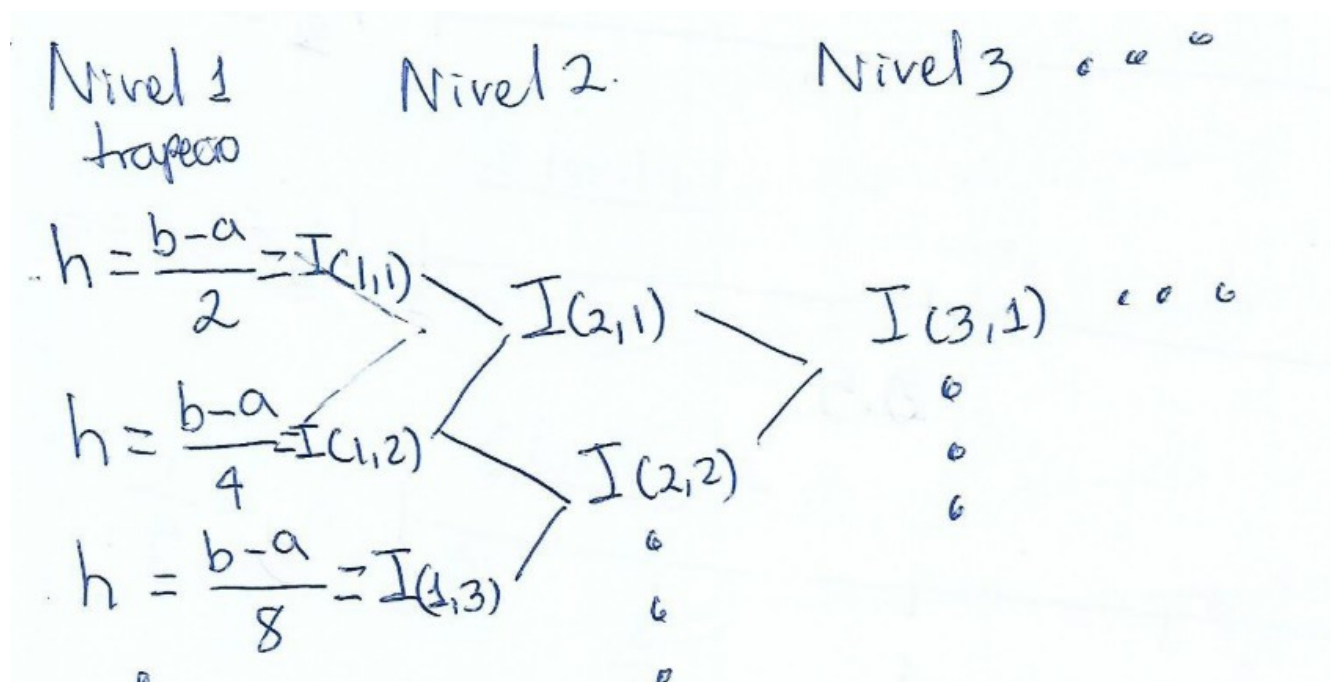 Nivel 1 Nivel 2. Nivel 3 ...
trapecio
h = b-a/2 = I(1,1)
I(2,1) I(3,1) ...
h = b-a/4 = I(1,2)
I(2,2)
h = b-a/8 = I(1,3)